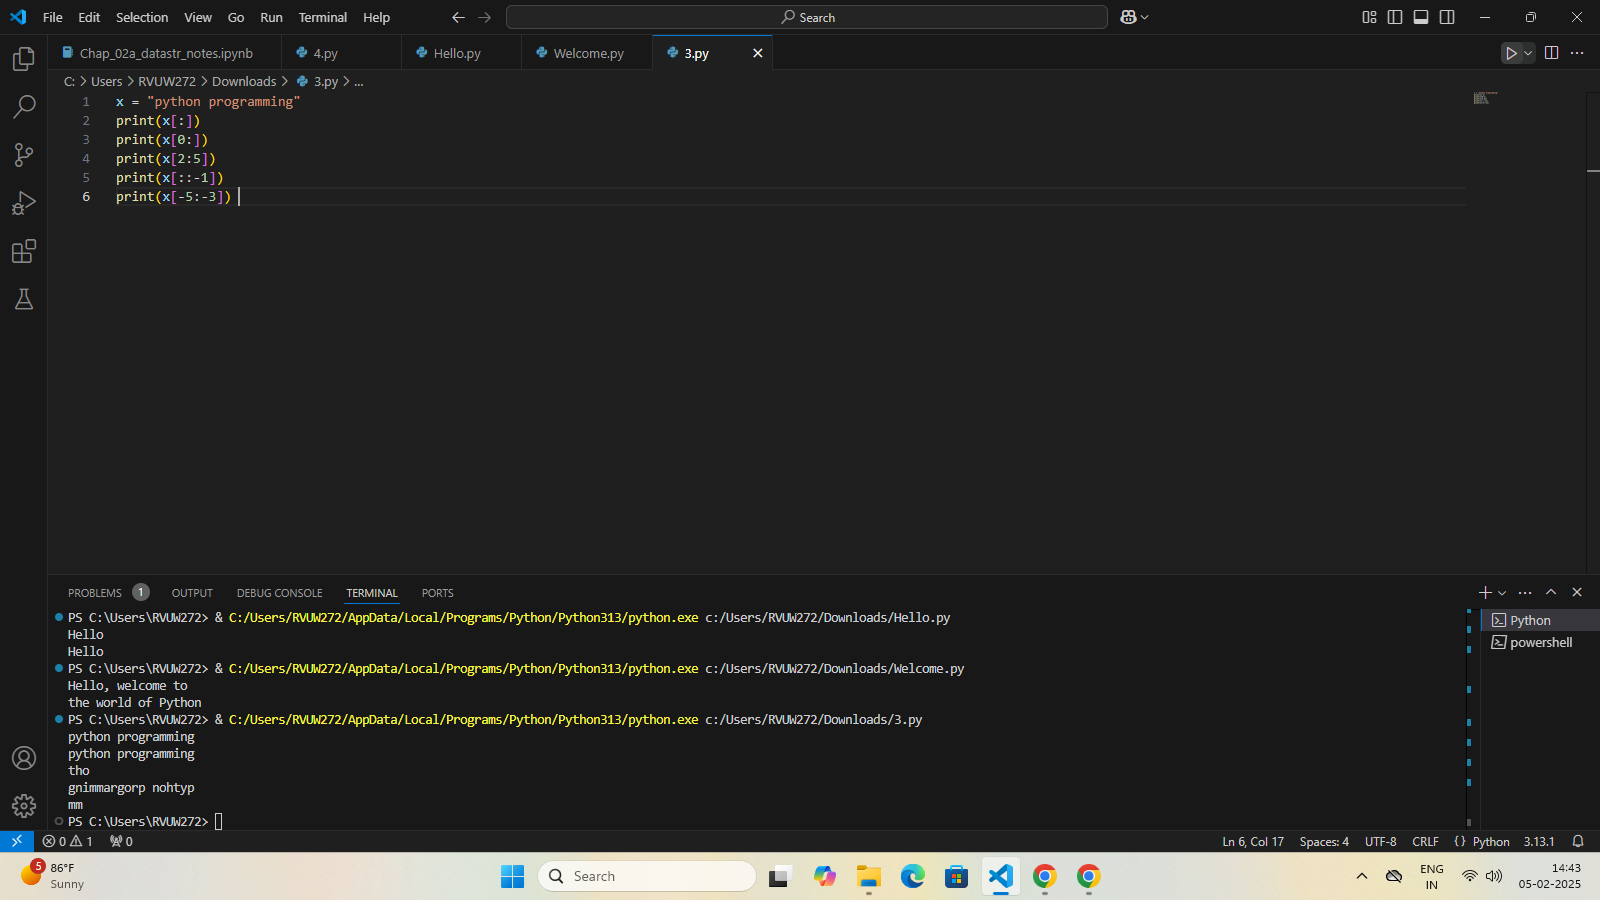 File Edit Selection View Go Run Terminal Help
Search
Chap_02a_datastr_notes.ipynb 4.py Hello.py Welcome.py 3.py
C: > Users > RVUW272 > Downloads > 3.py > ...
1 x = "python programming"
2 print(x[:])
3 print(x[0:])
4 print(x[2:5])
5 print(x[::-1])
6 print(x[-5:-3])
PROBLEMS 1 OUTPUT DEBUG CONSOLE TERMINAL PORTS
PS C:\Users\RVUW272> & C:/Users/RVUW272/AppData/Local/Programs/Python/Python313/python.exe c:/Users/RVUW272/Downloads/Hello.py
Hello
Hello
PS C:\Users\RVUW272> & C:/Users/RVUW272/AppData/Local/Programs/Python/Python313/python.exe c:/Users/RVUW272/Downloads/Welcome.py
Hello, welcome to
the world of Python
PS C:\Users\RVUW272> & C:/Users/RVUW272/AppData/Local/Programs/Python/Python313/python.exe c:/Users/RVUW272/Downloads/3.py
python programming
python programming
tho
gnimmargorp nohtyp
mm
PS C:\Users\RVUW272>
Python
powershell
0 1 0 Ln 6, Col 17 Spaces: 4 UTF-8 CRLF {} Python 3.13.1
5
86°F
Sunny
Search
ENG
IN
14:43
05-02-2025